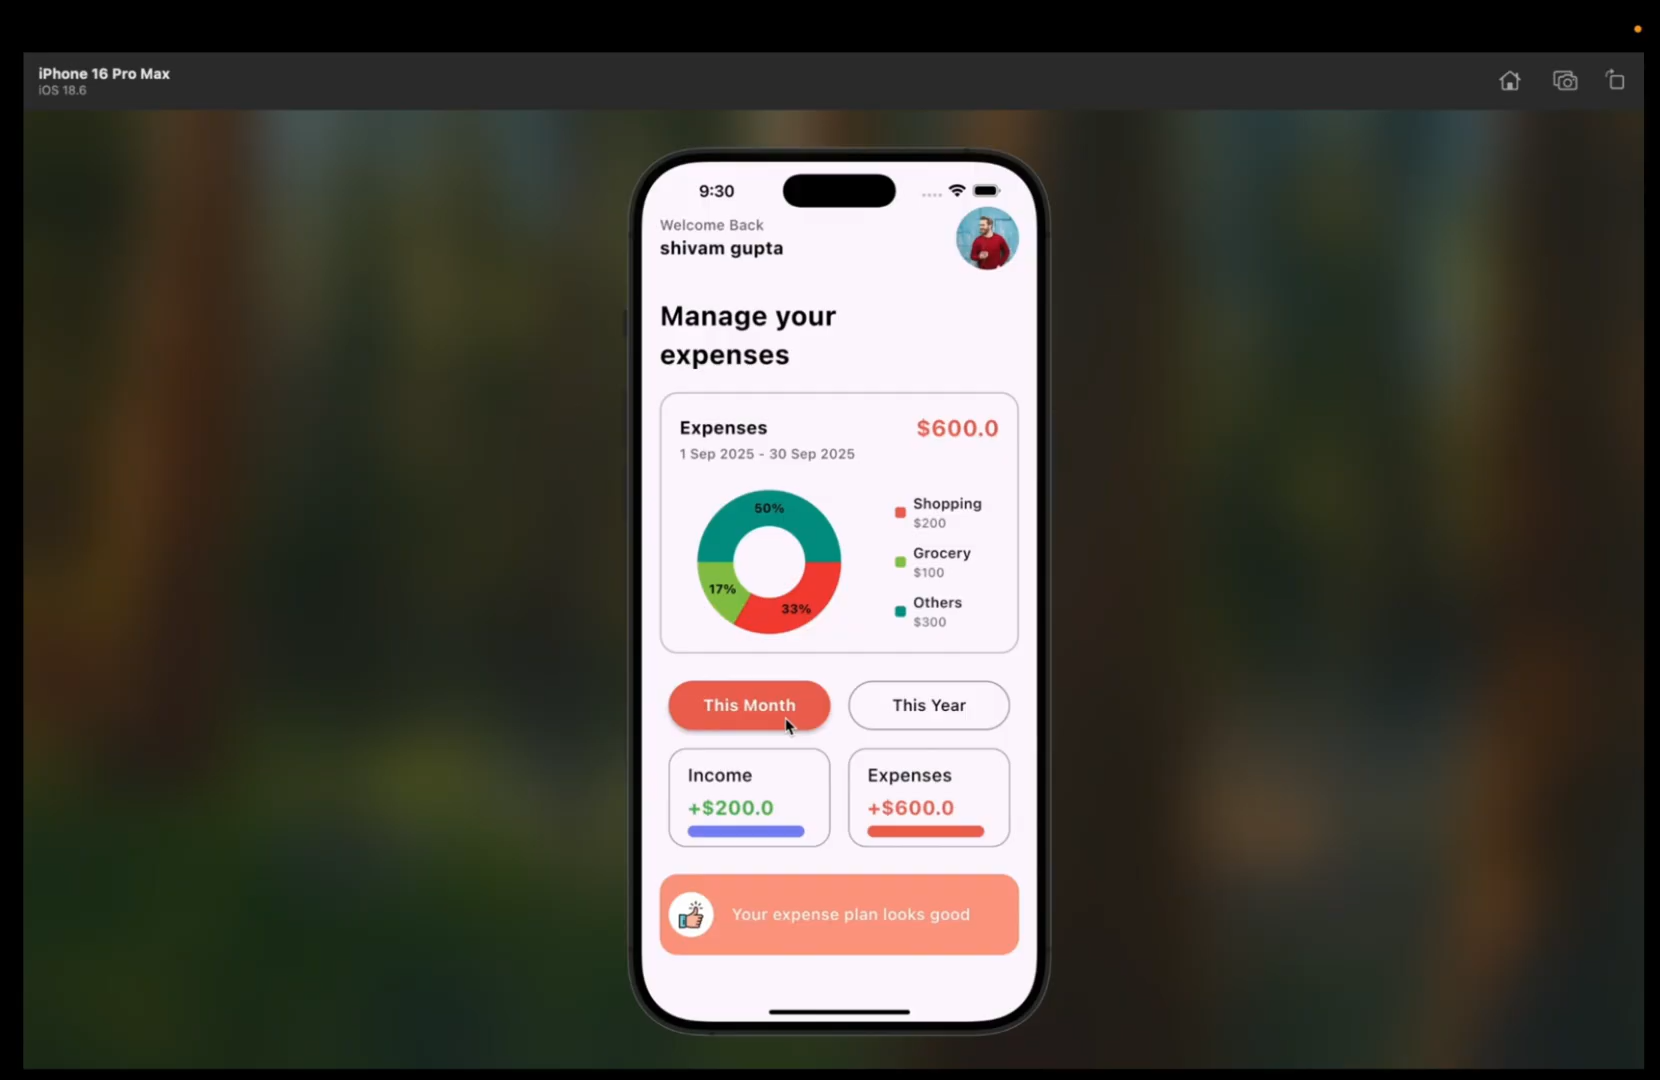 iPhone 16 Pro Max
iOS 18.6
9:30
Welcome Back
shivam gupta
Manage your
expenses
Expenses
$600.0
1 Sep 2025 - 30 Sep 2025
50%
17%
33%
Shopping
$200
Grocery
$100
Others
$300
This Month
This Year
Income
+$200.0
Expenses
+$600.0
Your expense plan looks good